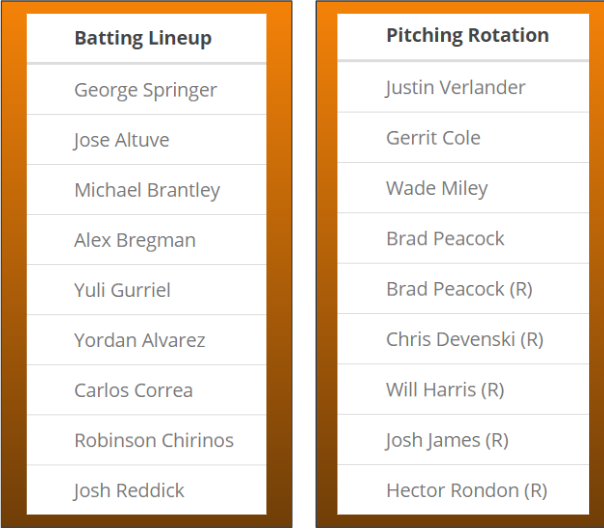 Batting Lineup
George Springer
Jose Altuve
Michael Brantley
Alex Bregman
Yuli Gurriel
Yordan Alvarez
Carlos Correa
Robinson Chirinos
Josh Reddick
Pitching Rotation
Justin Verlander
Gerrit Cole
Wade Miley
Brad Peacock
Brad Peacock (R)
Chris Devenski (R)
Will Harris (R)
Josh James (R)
Hector Rondon (R)